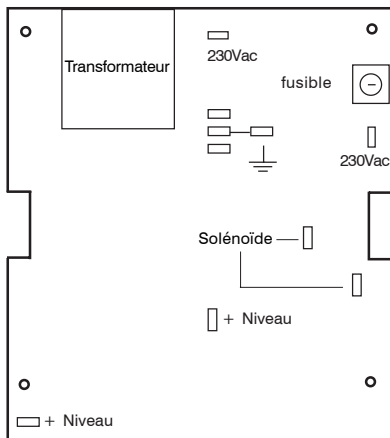 Transformateur
230Vac
fusible
230Vac
Solénoïde
+ Niveau
+ Niveau